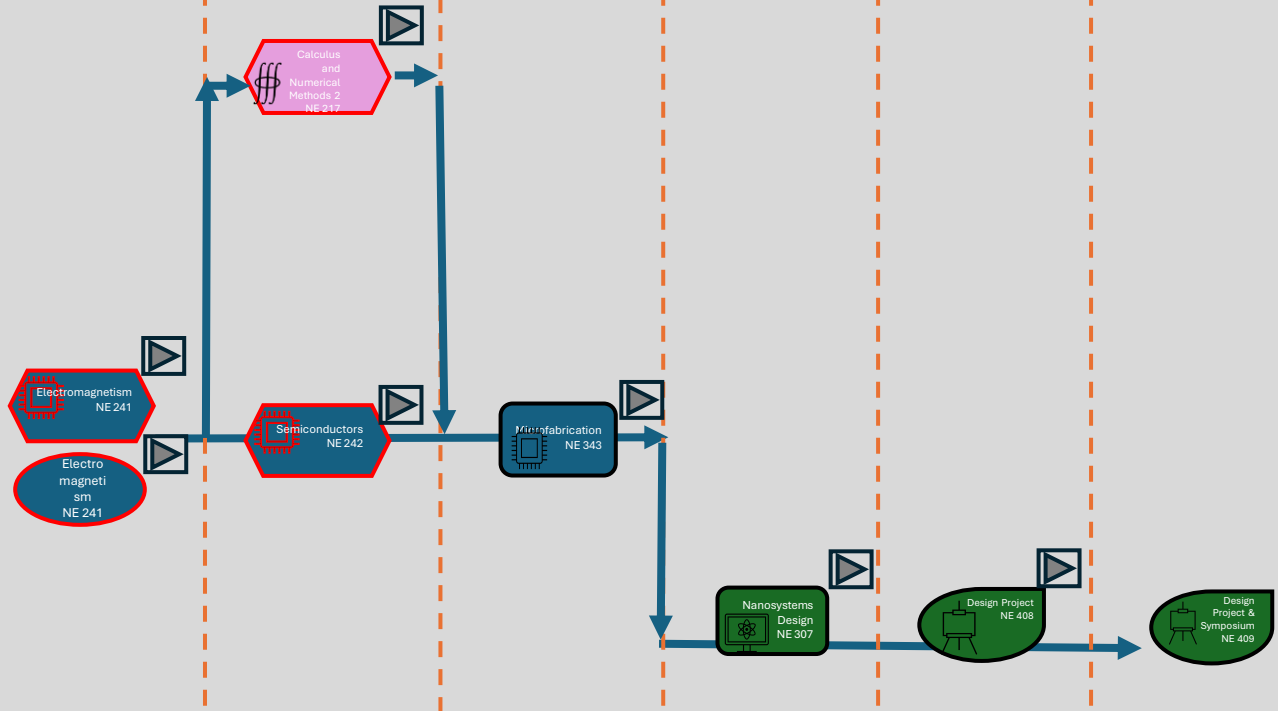 Calculus
and
Numerical
Methods 2
NE 217
Electromagnetism
NE 241
Electro
magneti
sm
NE 241
Semiconductors
NE 242
Microfabrication
NE 343
Nanosystems
Design
NE 307
Design Project
NE 408
Design
Project &
Symposium
NE 409